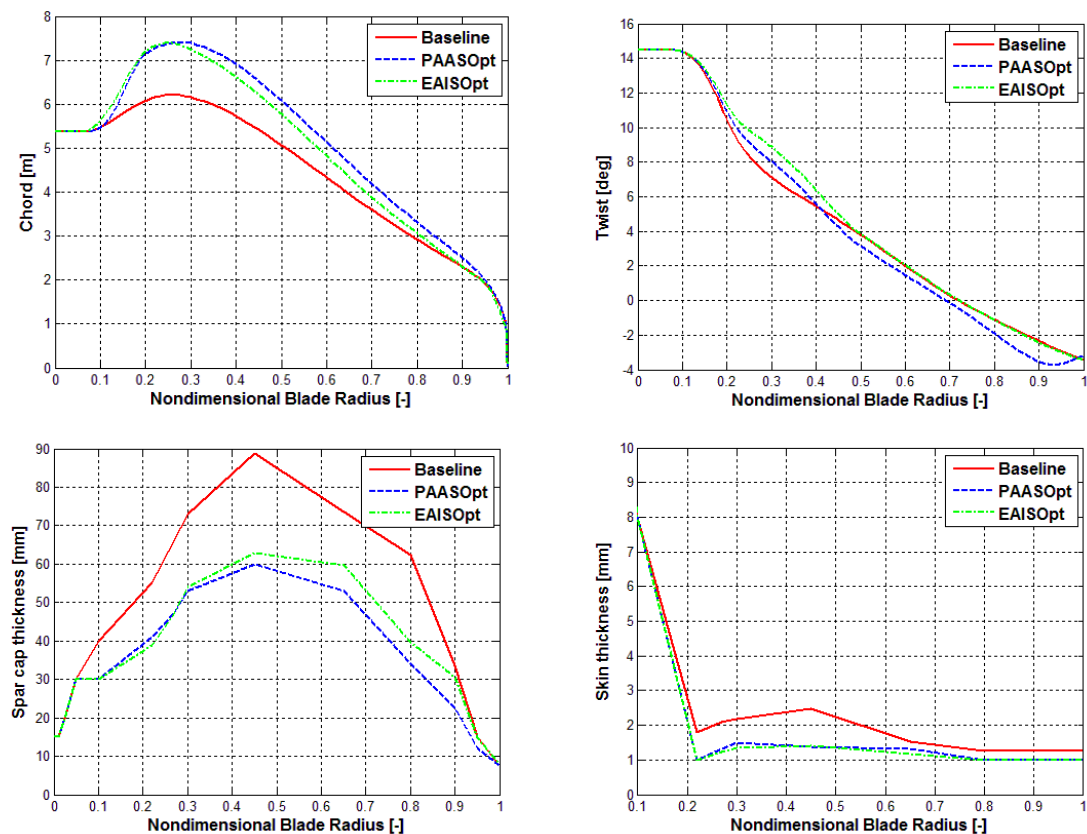 8
7
6
5
4
3
2
1
0
Chord [m]
Baseline
PAASOpt
EAISOpt
0 0.1 0.2 0.3 0.4 0.5 0.6 0.7 0.8 0.9 1
Nondimensional Blade Radius [-]
16
14
12
10
8
6
4
2
0
-2
-4
Twist [deg]
Baseline
PAASOpt
EAISOpt
0 0.1 0.2 0.3 0.4 0.5 0.6 0.7 0.8 0.9 1
Nondimensional Blade Radius [-]
90
80
70
60
50
40
30
20
10
0
Spar cap thickness [mm]
Baseline
PAASOpt
EAISOpt
0 0.1 0.2 0.3 0.4 0.5 0.6 0.7 0.8 0.9 1
Nondimensional Blade Radius [-]
10
9
8
7
6
5
4
3
2
1
0
Skin thickness [mm]
Baseline
PAASOpt
EAISOpt
0.1 0.2 0.3 0.4 0.5 0.6 0.7 0.8 0.9 1
Nondimensional Blade Radius [-]